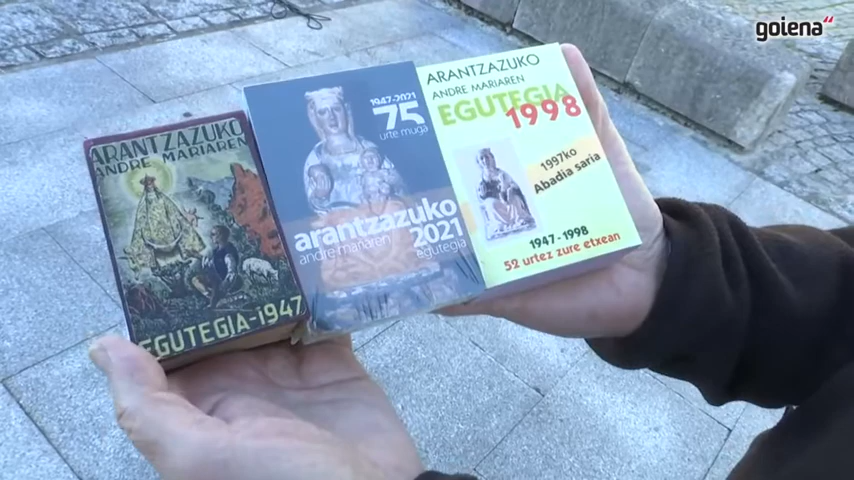 goiena
ARANTZAZUKO
ANDRE MARIAREN
EGUTEGIA-1947
1947-2021
75
urte muga
arantzazuko
andre mariaren 2021
egutegia
ARANTZAZUKO
ANDRE MARIAREN
EGUTEGIA
1998
1997ko
Abadia saria
1947-1998
52 urtez zure etxean